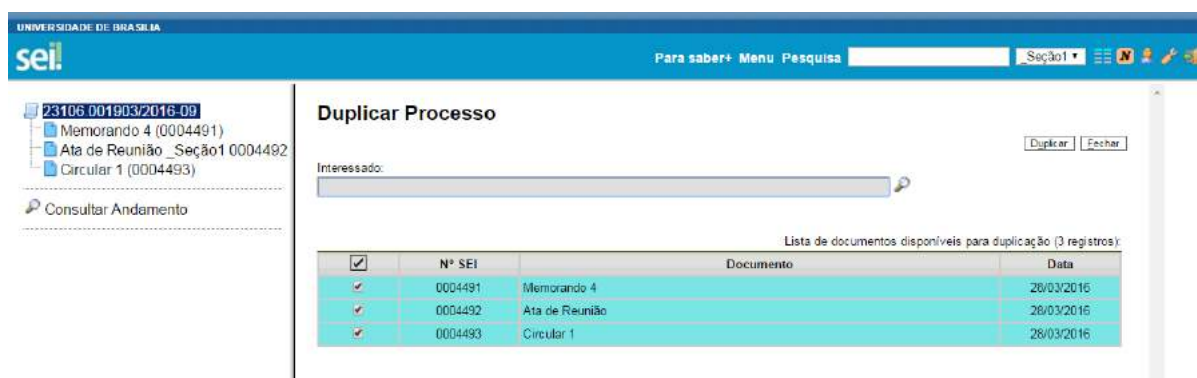 UNIVERSIDADE DE BRASILIA
sei!
Para saber+ Menu Pesquisa
_Seção1
N
23106.001903/2016-09
Memorando 4 (0004491)
Ata de Reunião _Seção1 0004492
Circular 1 (0004493)
Consultar Andamento
Duplicar Processo
Duplicar Fechar
Interessado:
Lista de documentos disponíveis para duplicação (3 registros):
Nº SEI Documento Data
0004491 Memorando 4 28/03/2016
0004492 Ata de Reunião 28/03/2016
0004493 Circular 1 28/03/2016